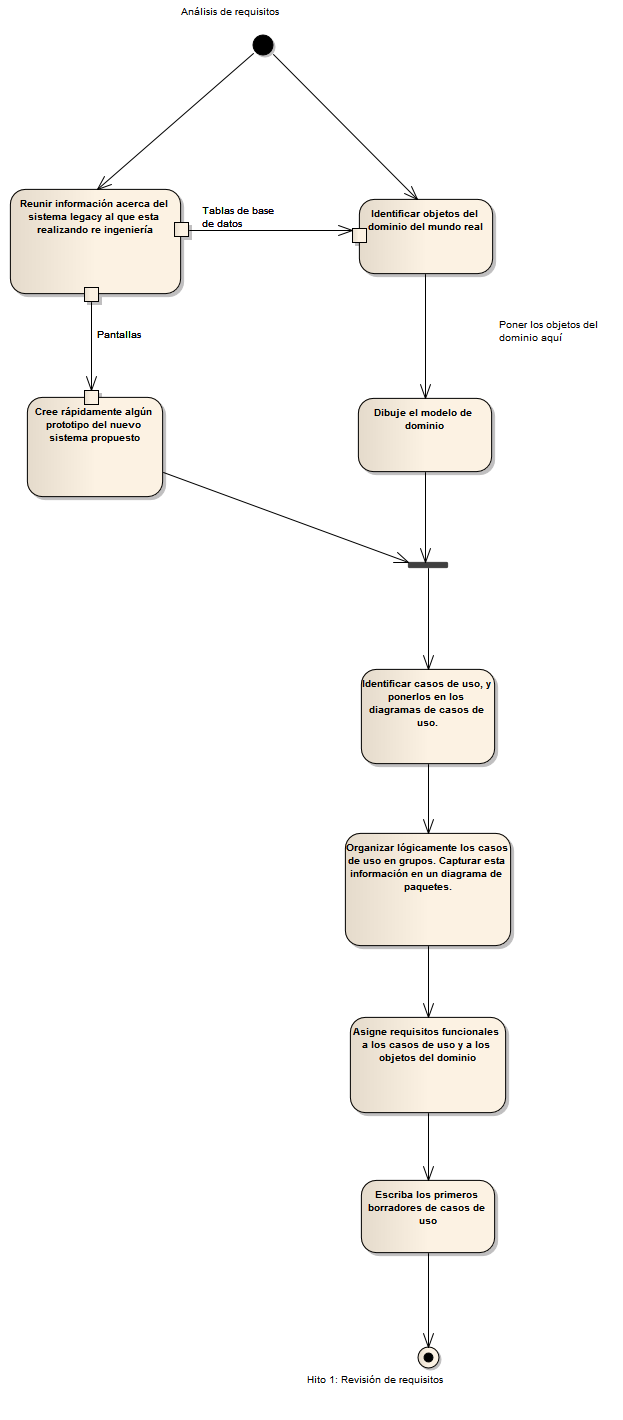 Análisis de requisitos
Reunir información acerca del
sistema legacy al que esta
realizando re ingeniería
Tablas de base
de datos
Identificar objetos del
dominio del mundo real
Pantallas
Poner los objetos del
dominio aquí
Cree rápidamente algún
prototipo del nuevo
sistema propuesto
Dibuje el modelo de
dominio
Identificar casos de uso, y
ponerlos en los
diagramas de casos de
uso.
Organizar lógicamente los casos
de uso en grupos. Capturar esta
información en un diagrama de
paquetes.
Asigne requisitos funcionales
a los casos de uso y a los
objetos del dominio
Escriba los primeros
borradores de casos de
uso
Hito 1: Revisión de requisitos